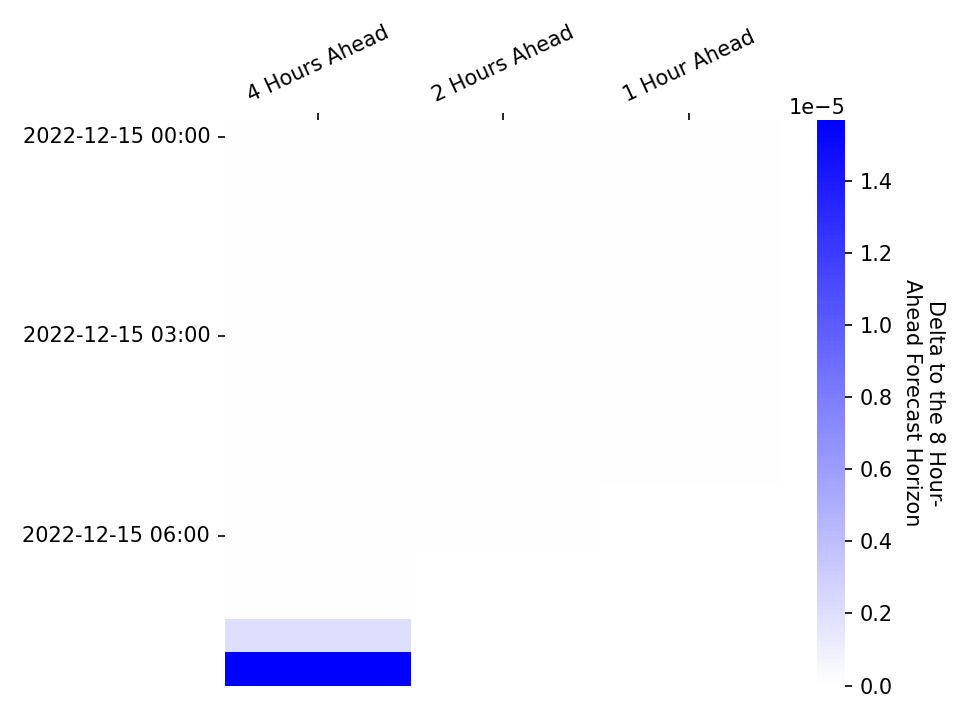 4 Hours Ahead
2 Hours Ahead
1 Hour Ahead
1e−5
2022-12-15 00:00
2022-12-15 03:00
2022-12-15 06:00
1.4
1.2
1.0
0.8
0.6
0.4
0.2
0.0
Delta to the 8 Hour-
Ahead Forecast Horizon